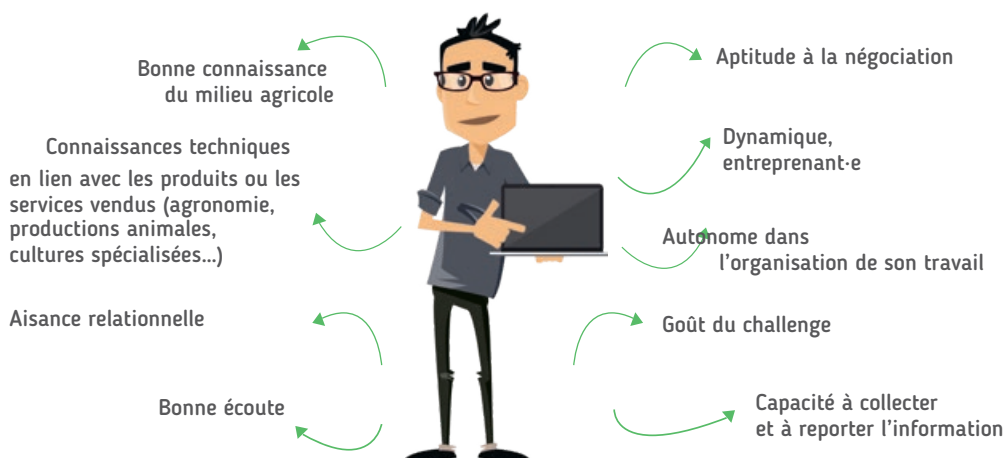 Bonne connaissance
du milieu agricole
Connaissances techniques
en lien avec les produits ou les
services vendus (agronomie,
productions animales,
cultures spécialisées...)
Aisance relationnelle
Bonne écoute
Aptitude à la négociation
Dynamique,
entreprenant·e
Autonome dans
l'organisation de son travail
Goût du challenge
Capacité à collecter
et à reporter l'information